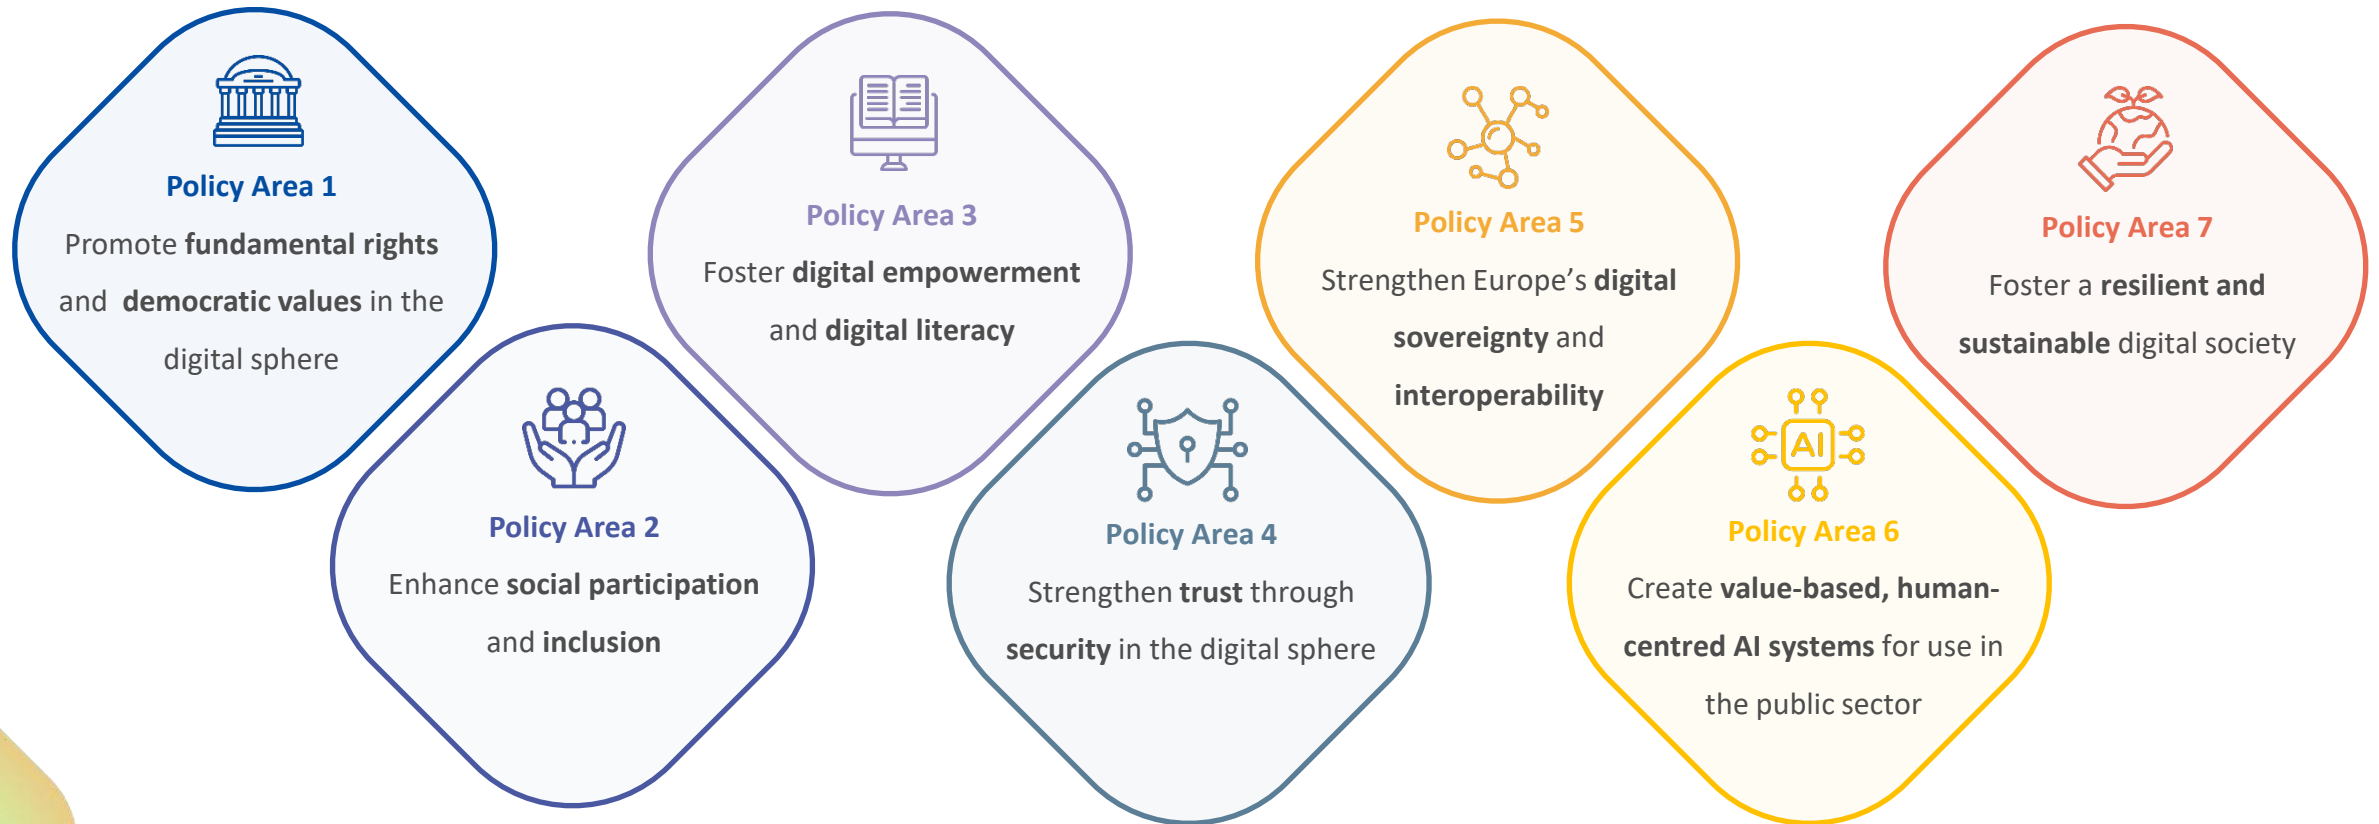 Policy Area 1
Promote fundamental rights
and democratic values in the
digital sphere
Policy Area 2
Enhance social participation
and inclusion
Policy Area 3
Foster digital empowerment
and digital literacy
Policy Area 4
Strengthen trust through
security in the digital sphere
Policy Area 5
Strengthen Europe’s digital
sovereignty and
interoperability
AI
Policy Area 6
Create value-based, human-
centred AI systems for use in
the public sector
Policy Area 7
Foster a resilient and
sustainable digital society